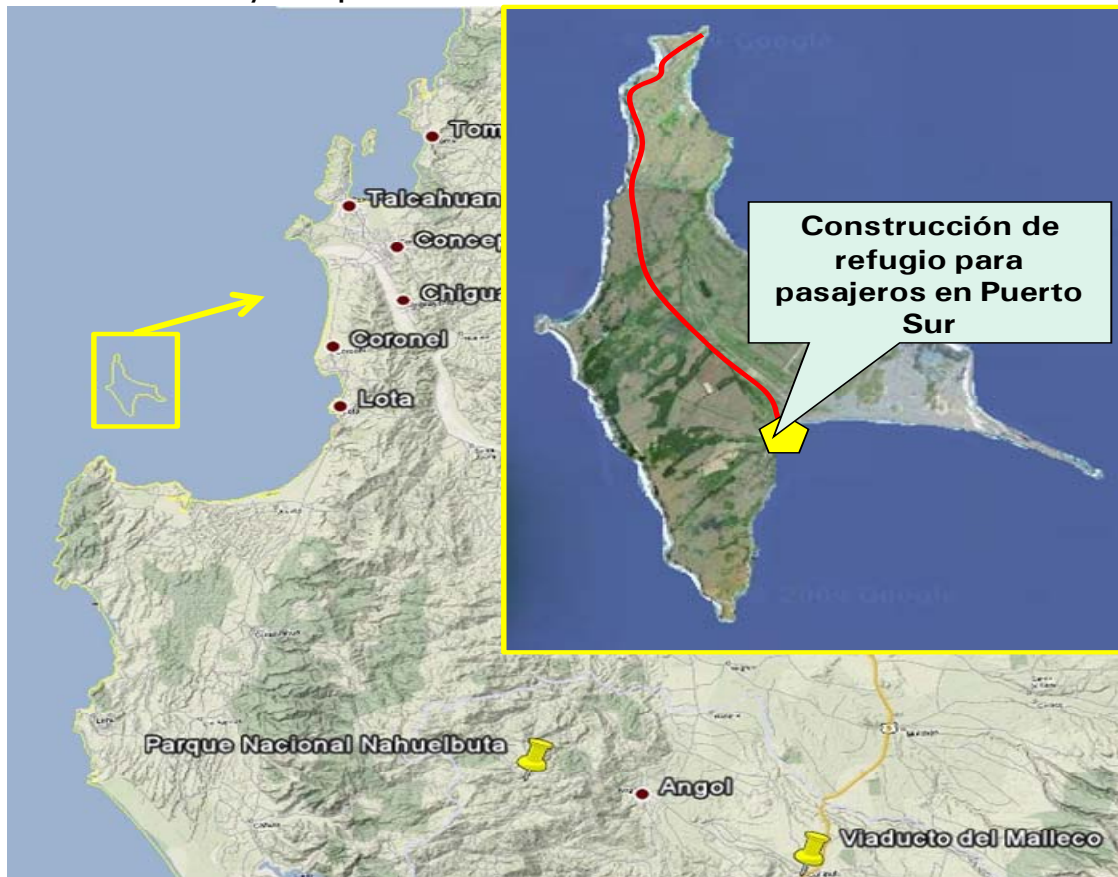 Tom
Talcahuan
Concep
Chigua
Coronel
Lota
Construcción de
refugio para
pasajeros en Puerto
Sur
Google
Parque Nacional Nahuelbuta
Angol
Viaducto del Malleco